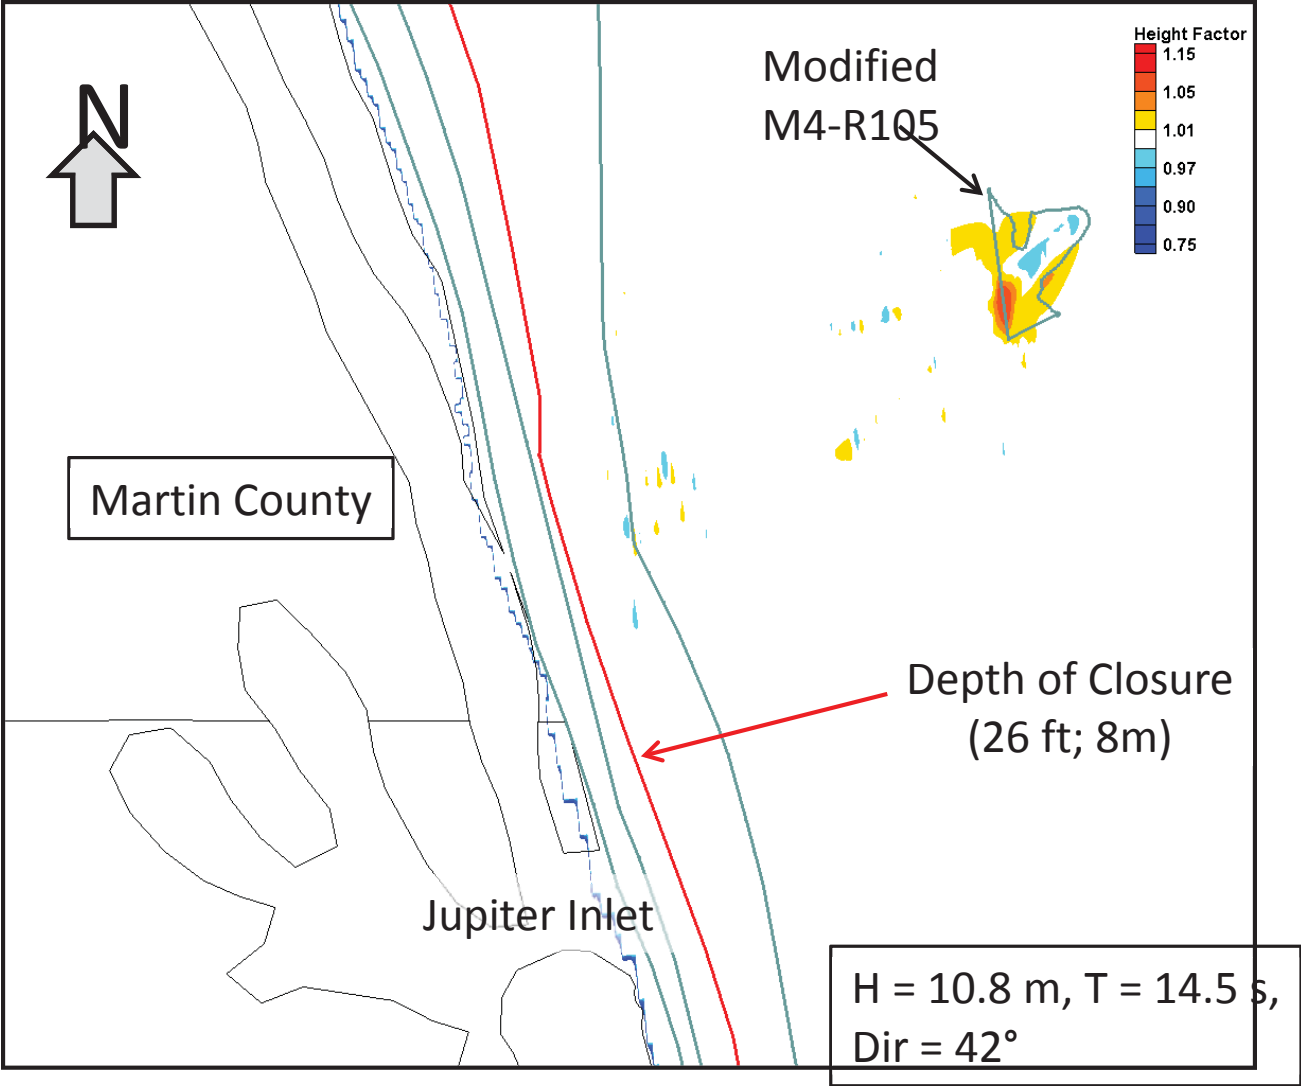 Height Factor
1.15
1.05
1.01
0.97
0.90
0.75
Modified
M4-R105
N
Martin County
Depth of Closure
(26 ft; 8m)
Jupiter Inlet
H = 10.8 m, T = 14.5 s,
Dir = 42°